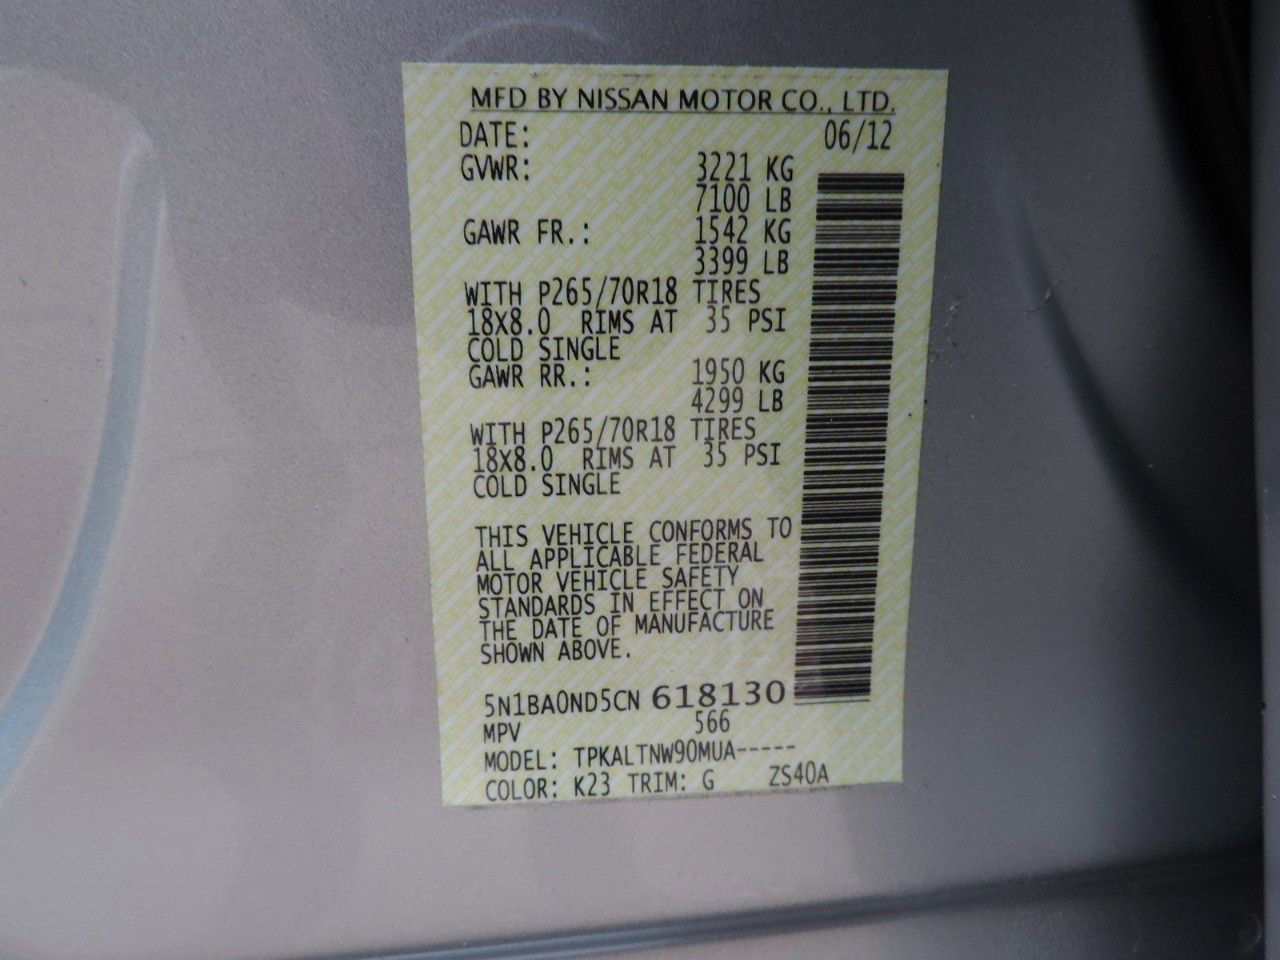 MFD BY NISSAN MOTOR CO., LTD.
DATE: 06/12
GVWR: 3221 KG
7100 LB
GAWR FR.: 1542 KG
3399 LB
WITH P265/70R18 TIRES
18X8.0 RIMS AT 35 PSI
COLD SINGLE
GAWR RR.: 1950 KG
4299 LB
WITH P265/70R18 TIRES
18X8.0 RIMS AT 35 PSI
COLD SINGLE
THIS VEHICLE CONFORMS TO
ALL APPLICABLE FEDERAL
MOTOR VEHICLE SAFETY
STANDARDS IN EFFECT ON
THE DATE OF MANUFACTURE
SHOWN ABOVE.
5N1BA0ND5CN 618130
MPV 566
MODEL: TPKALTNW90MUA-----
COLOR: K23 TRIM: G ZS40A